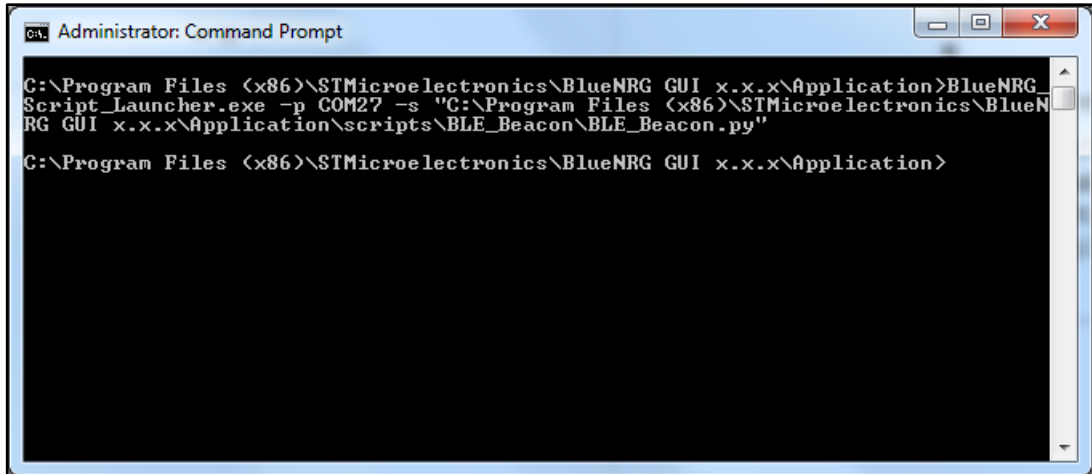 Administrator: Command Prompt
C:\Program Files (x86)\STMicroelectronics\BlueNRG GUI x.x.x\Application>BlueNRG_
Script_Launcher.exe -p COM27 -s "C:\Program Files (x86)\STMicroelectronics\BlueN
RG GUI x.x.x\Application\scripts\BLE_Beacon\BLE_Beacon.py"
C:\Program Files (x86)\STMicroelectronics\BlueNRG GUI x.x.x\Application>